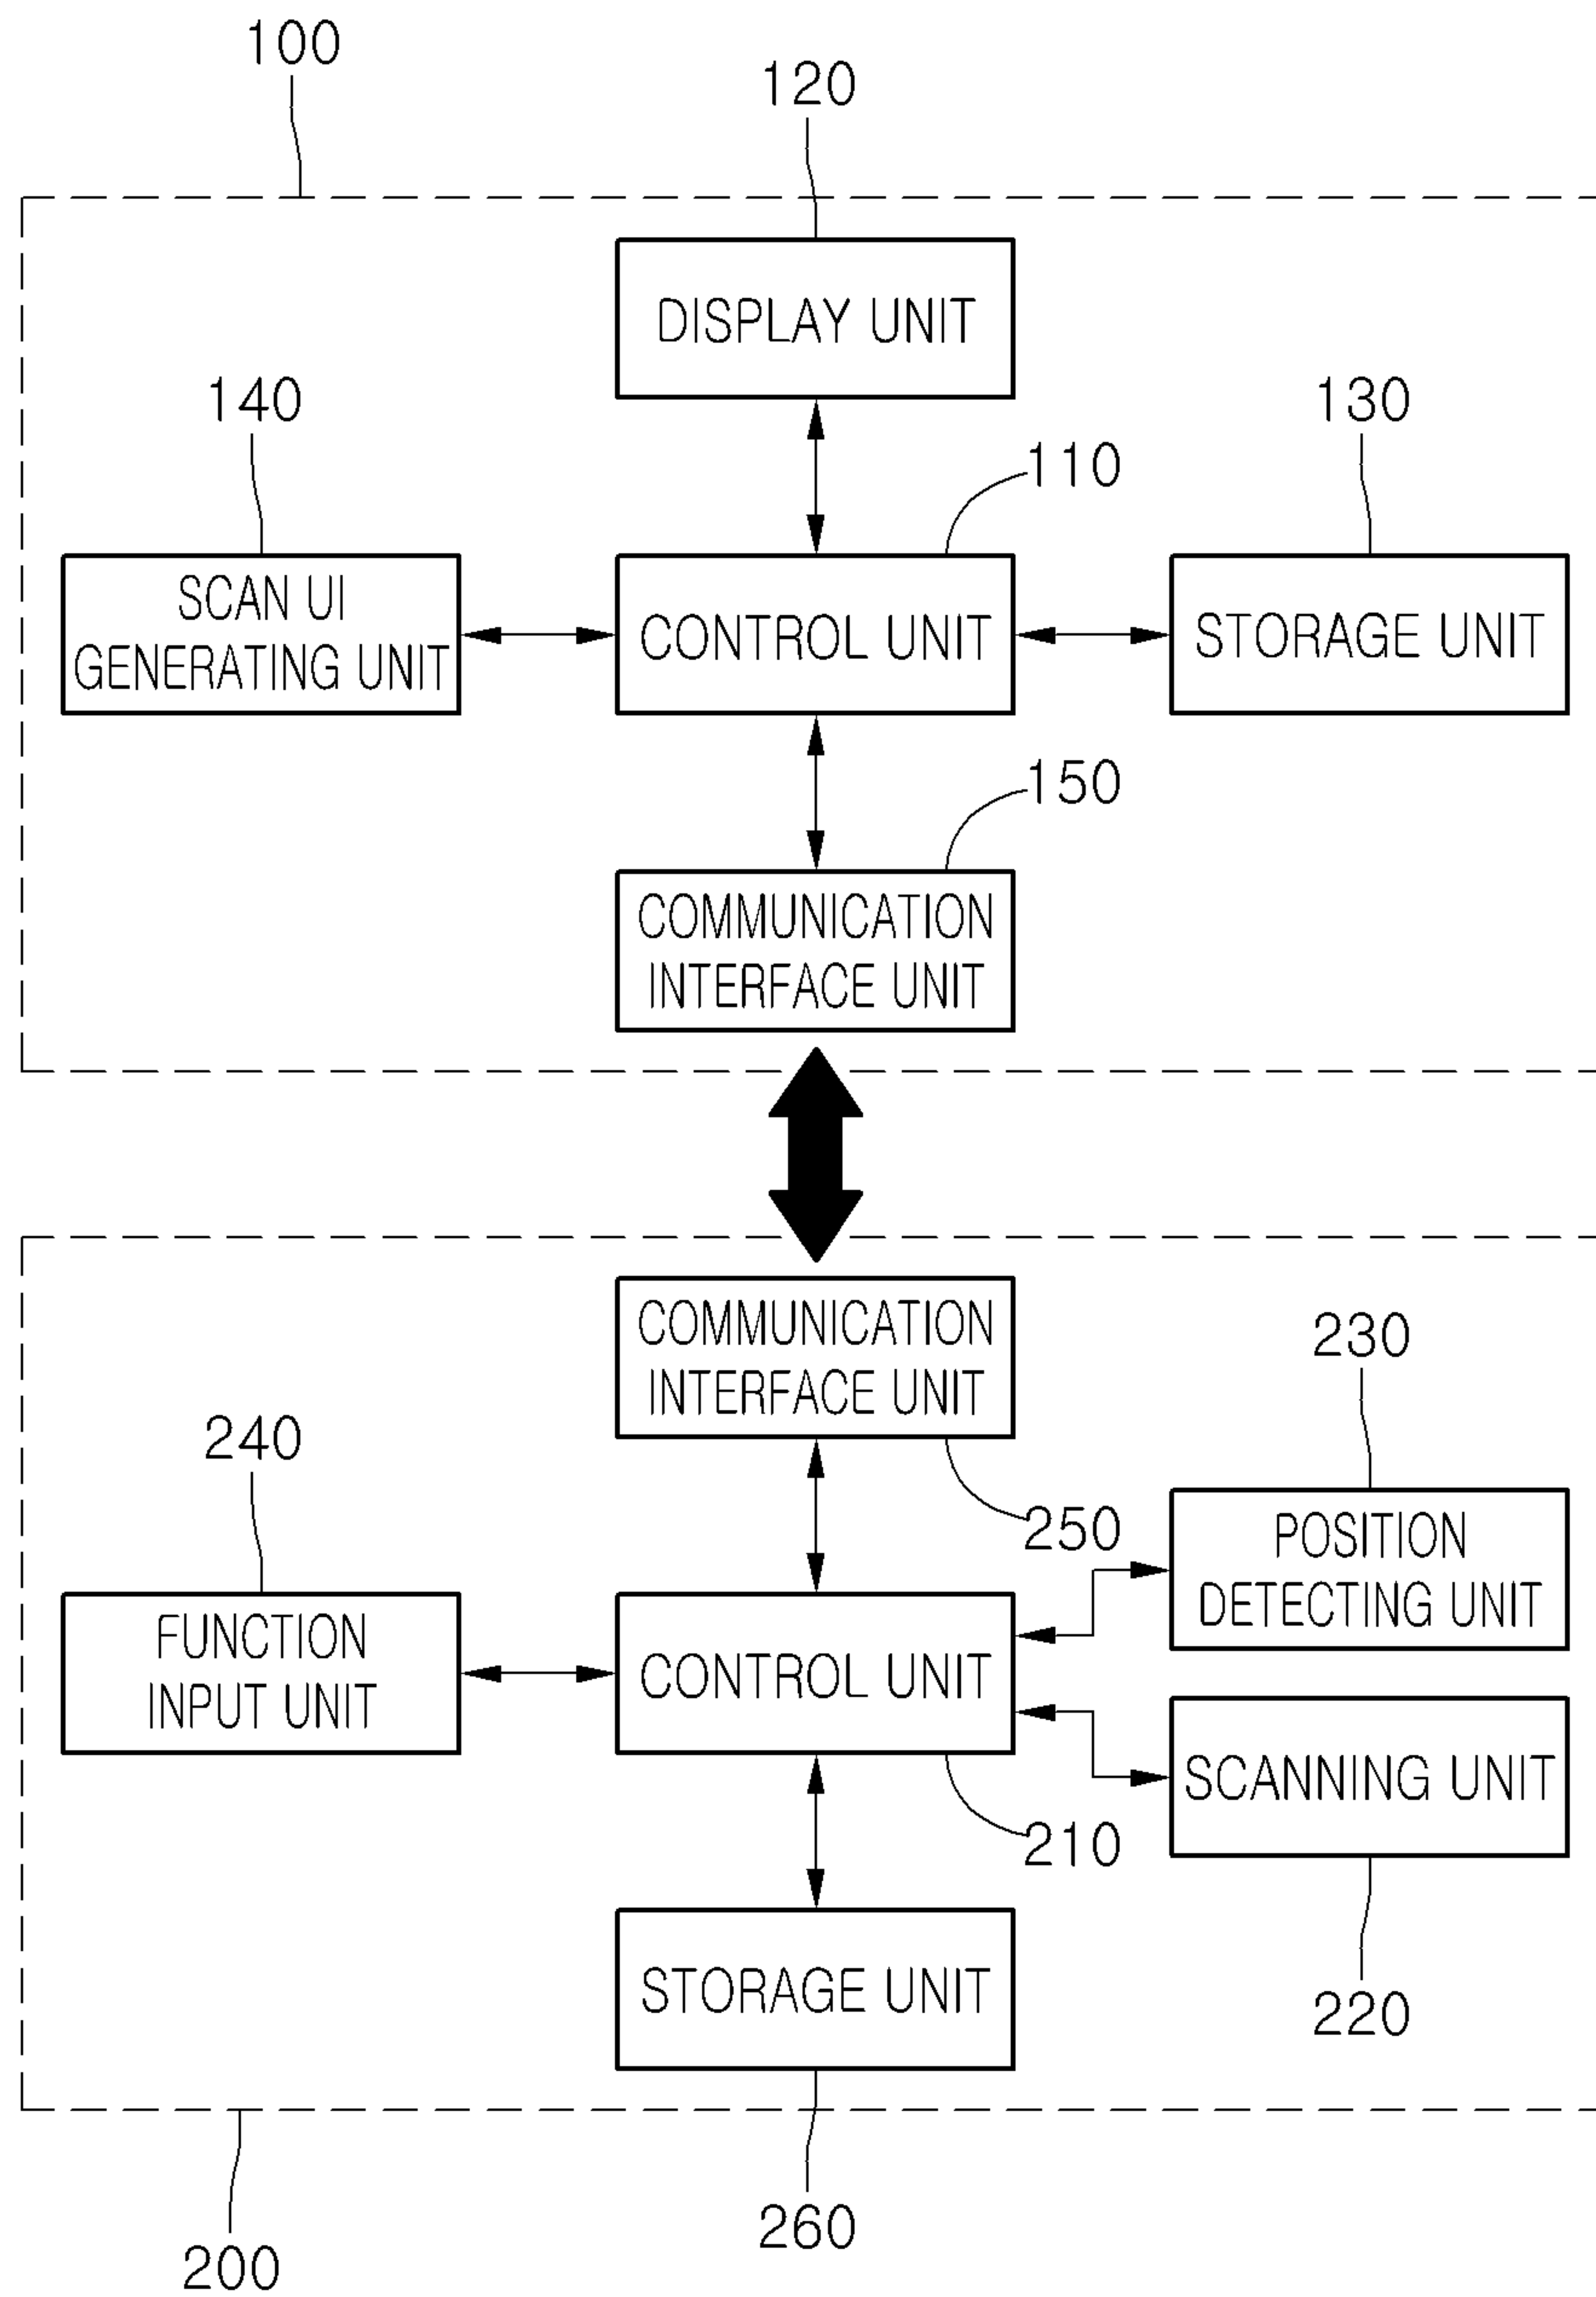 100
120
DISPLAY UNIT
140
130
110
SCAN UI
GENERATING UNIT
CONTROL UNIT
STORAGE UNIT
150
COMMUNICATION
INTERFACE UNIT
COMMUNICATION
INTERFACE UNIT
230
240
250
POSITION
DETECTING UNIT
FUNCTION
INPUT UNIT
CONTROL UNIT
SCANNING UNIT
210
STORAGE UNIT
220
260
200